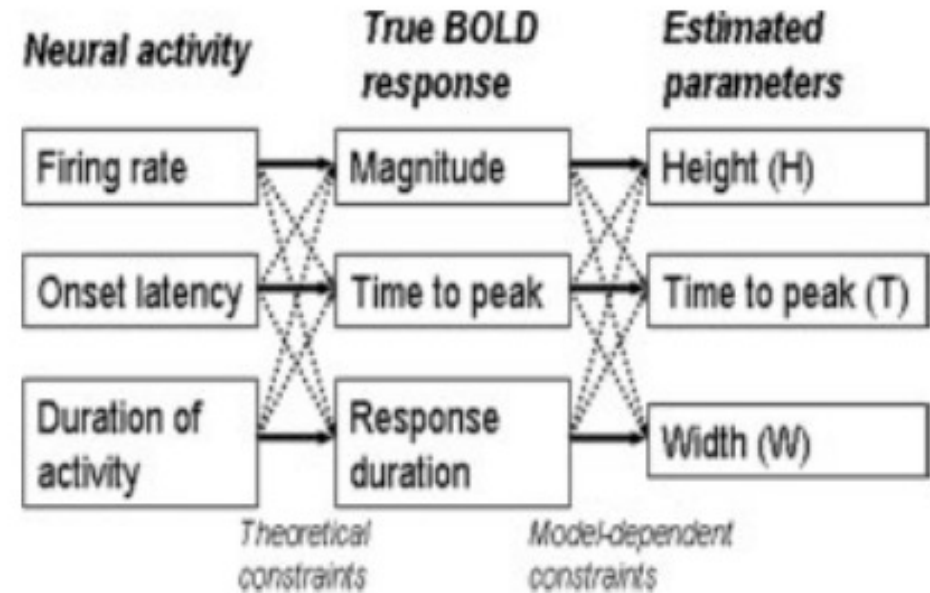 Neural activity
True BOLD
response
Estimated
parameters
Firing rate
Magnitude
Height (H)
Onset latency
Time to peak
Time to peak (T)
Duration of
activity
Response
duration
Width (W)
Theoretical
constraints
Model-dependent
constraints